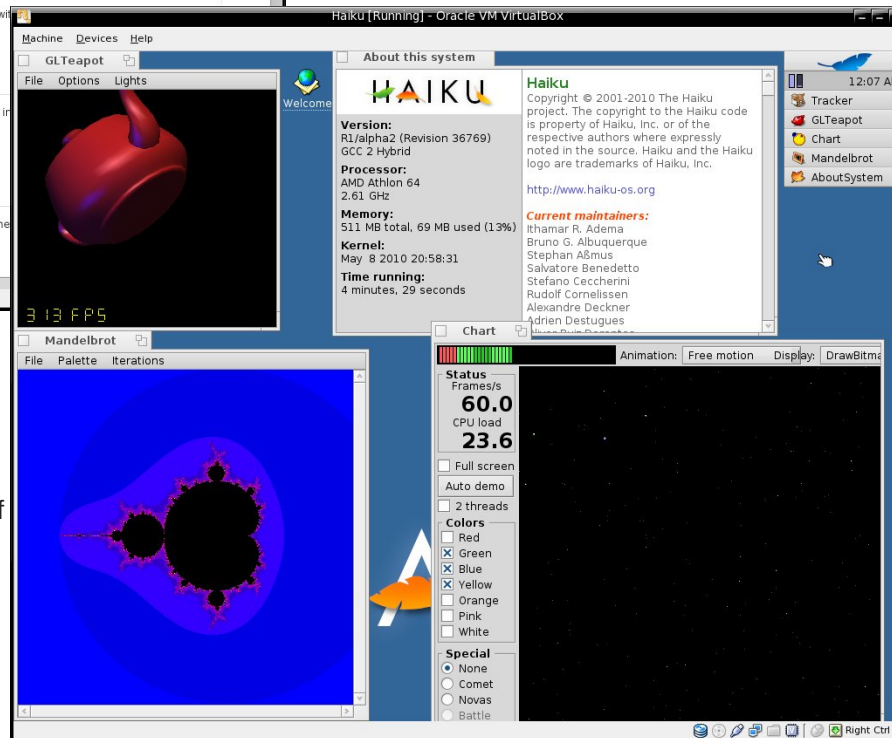 Haiku [Running] - Oracle VM VirtualBox
Machine Devices Help
GLTeapot
File Options Lights
313 FPS
Welcome
About this system
HAIKU
Version:
R1/alpha2 (Revision 36769)
GCC 2 Hybrid
Processor:
AMD Athlon 64
2.61 GHz
Memory:
511 MB total, 69 MB used (13%)
Kernel:
May 8 2010 20:58:31
Time running:
4 minutes, 29 seconds
Haiku
Copyright © 2001-2010 The Haiku
project. The copyright to the Haiku code
is property of Haiku, Inc. or of the
respective authors where expressly
noted in the source. Haiku and the Haiku
logo are trademarks of Haiku, Inc.
http://www.haiku-os.org
Current maintainers:
Ithamar R. Adema
Bruno G. Albuquerque
Stephan Aßmus
Salvatore Benedetto
Stefano Ceccherini
Rudolf Cornelissen
Alexandre Deckner
Adrien Destugues
12:07
Tracker
GLTeapot
Chart
Mandelbrot
AboutSystem
Mandelbrot
File Palette Iterations
Chart
Animation: Free motion Display: DrawBitma
Status
Frames/s
60.0
CPU load
23.6
Full screen
Auto demo
2 threads
Colors
Red
Green
Blue
Yellow
Orange
Pink
White
Special
None
Comet
Novas
Battle
Right Ctrl